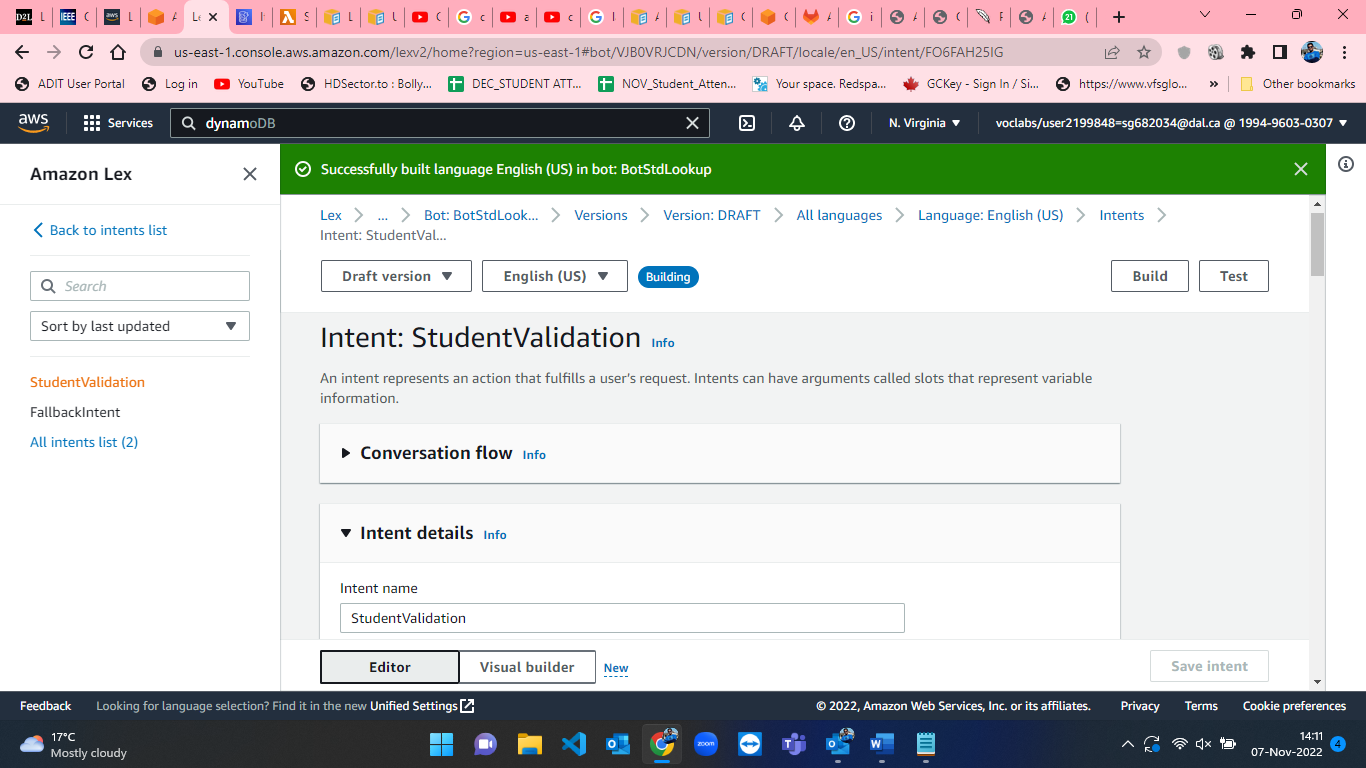 D2L L
IEEE C
aws L
A
Le
I
S
L
U
C
c
a
c
I
A
U
C
C
A
i
A
C
F
A
(
us-east-1.console.aws.amazon.com/lexv2/home?region=us-east-1#bot/VJB0VRJCDN/version/DRAFT/locale/en_US/intent/FO6FAH25IG
ADIT User Portal
Log in
YouTube
HDSector.to : Bolly...
DEC_STUDENT ATT...
NOV_Student_Atten...
Your space. Redspa...
GCKey - Sign In / Si...
https://www.vfsglo...
»
Other bookmarks
aws
Services
dynamoDB
N. Virginia
voclabs/user2199848=sg682034@dal.ca @ 1994-9603-0307
Amazon Lex
Successfully built language English (US) in bot: BotStdLookup
Back to intents list
Search
Sort by last updated
StudentValidation
FallbackIntent
All intents list (2)
Lex
...
Bot: BotStdLook...
Versions
Version: DRAFT
All languages
Language: English (US)
Intents
Intent: StudentVal...
Draft version
English (US)
Building
Build
Test
Intent: StudentValidation Info
An intent represents an action that fulfills a user's request. Intents can have arguments called slots that represent variable
information.
Conversation flow Info
Intent details Info
Intent name
StudentValidation
Editor
Visual builder
New
Save intent
Feedback
Looking for language selection? Find it in the new Unified Settings
© 2022, Amazon Web Services, Inc. or its affiliates.
Privacy
Terms
Cookie preferences
17°C
Mostly cloudy
zoom
14:11
07-Nov-2022
4